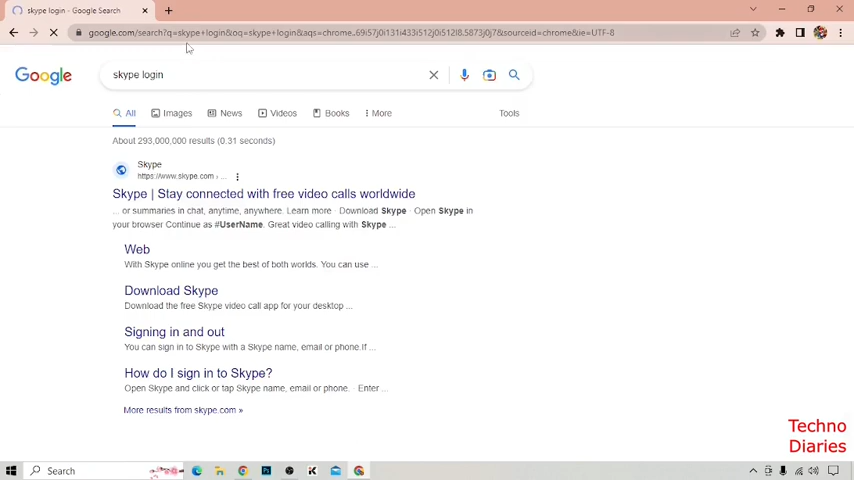 skype login - Google Search
google.com/search?q=skype+login&oq=skype+login&aqs=chrome..69i57j0i131i433i512j0i512l8.5873j0j7&sourceid=chrome&ie=UTF-8
Google
skype login
All Images News Videos Books More Tools
About 293,000,000 results (0.31 seconds)
Skype
https://www.skype.com › ...
Skype | Stay connected with free video calls worldwide
... or summaries in chat, anytime, anywhere. Learn more · Download Skype · Open Skype in
your browser Continue as #UserName. Great video calling with Skype ...
Web
With Skype online you get the best of both worlds. You can use ...
Download Skype
Download the free Skype video call app for your desktop ...
Signing in and out
You can sign in to Skype with a Skype name, email or phone.If ...
How do I sign in to Skype?
Open Skype and click or tap Skype name, email or phone. · Enter ...
More results from skype.com »
Techno
Diaries
Search